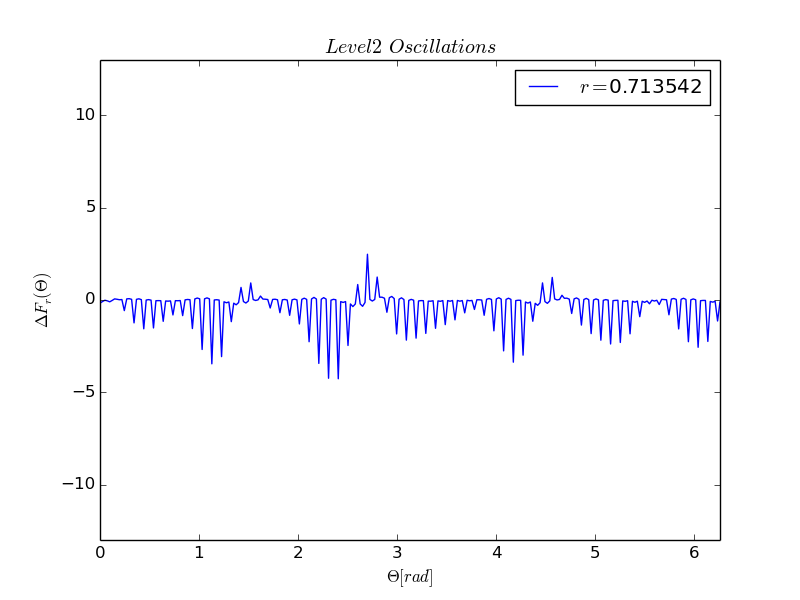 Level2 Oscillations
r=0.713542
10
5
0
−5
−10
ΔF_r(Θ)
0 1 2 3 4 5 6
Θ[rad]